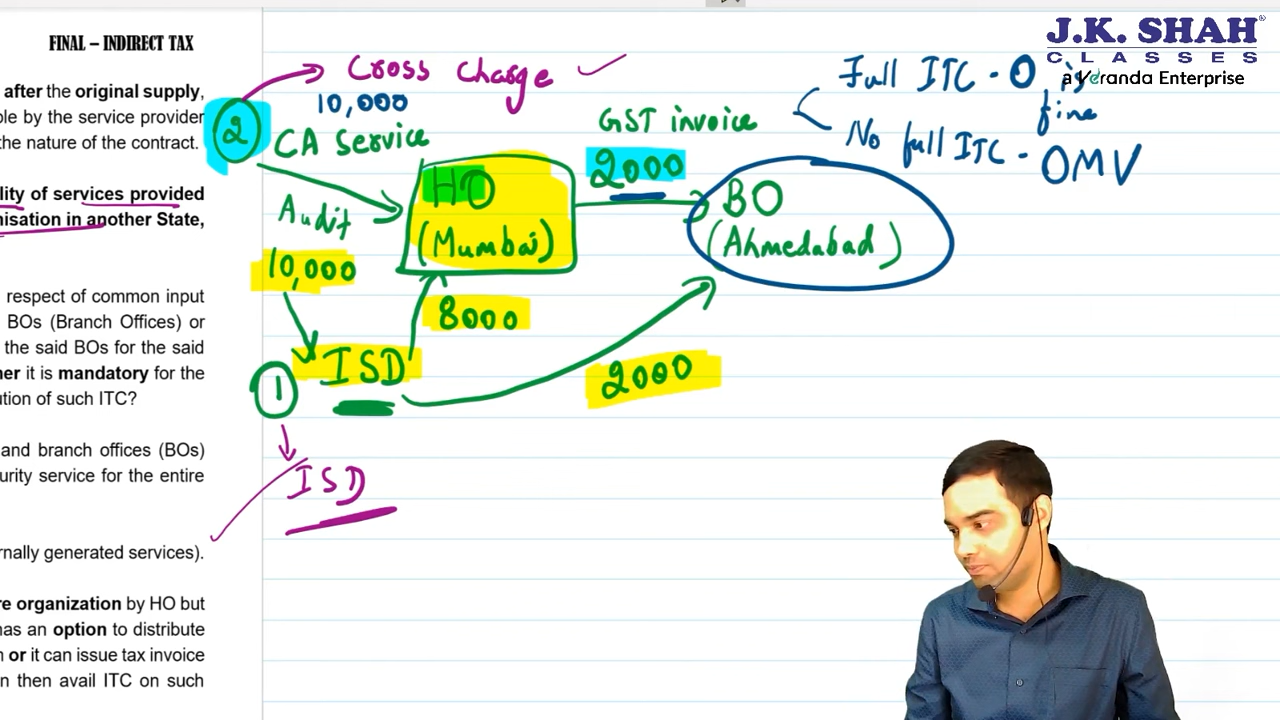 FINAL – INDIRECT TAX
after the original supply,
ble by the service provider
the nature of the contract.
lity of services provided
nisation in another State,
respect of common input
BOs (Branch Offices) or
the said BOs for the said
her it is mandatory for the
ution of such ITC?
and branch offices (BOs)
urity service for the entire
rnally generated services).
re organization by HO but
has an option to distribute
n or it can issue tax invoice
n then avail ITC on such
J.K. SHAH®
CLASSES
a Veranda Enterprise
Cross Charge
10,000
2
CA Service
Audit
10,000
HO
(Mumbai)
GST invoice
2000
BO
(Ahmedabad)
Full ITC - 0 is
fine
No full ITC - OMV
8000
ISD
2000
1
ISD